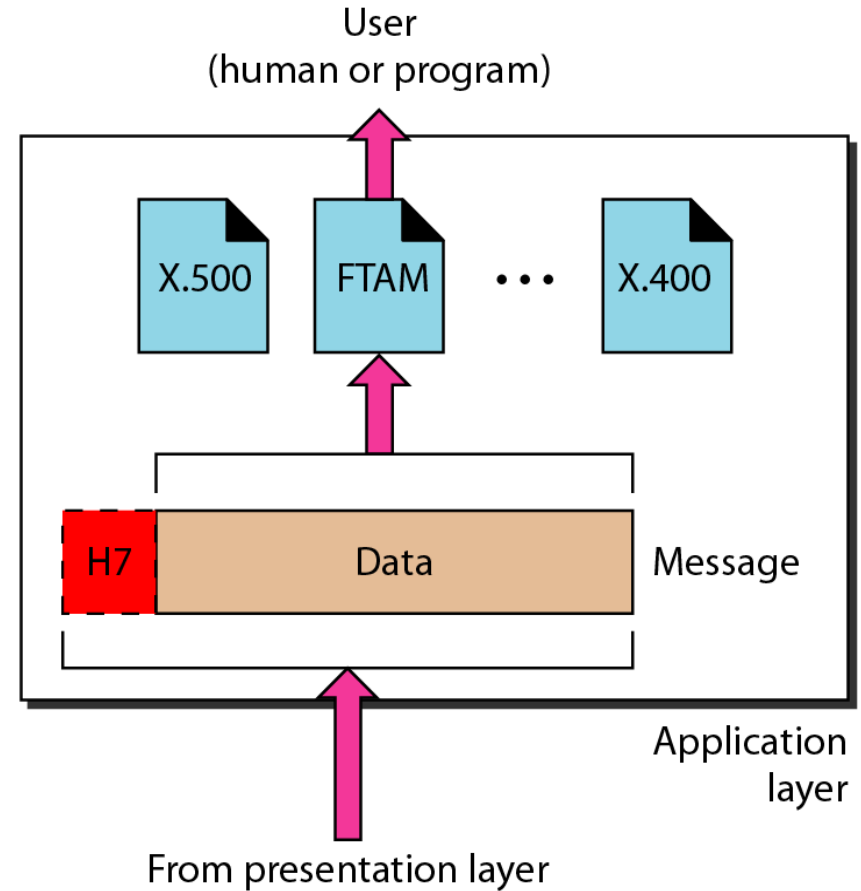 User
(human or program)
X.500 FTAM ... X.400
H7 Data Message
Application
layer
From presentation layer